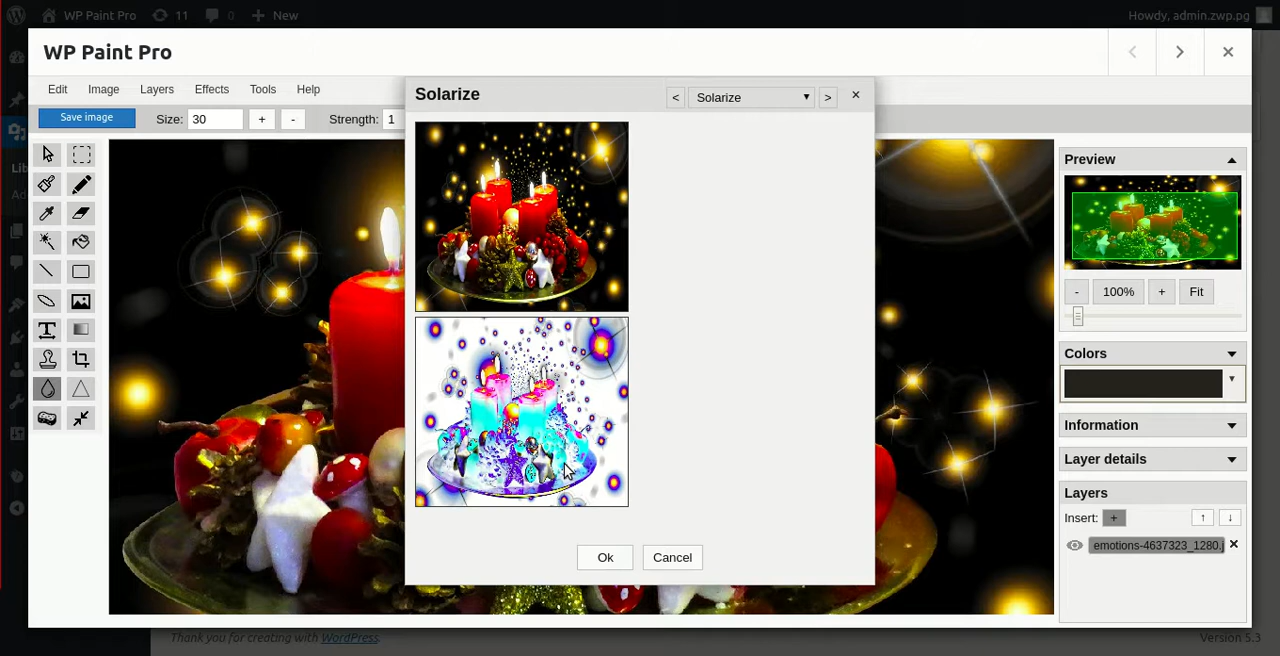 WP Paint Pro
11
0
New
Howdy, admin.zwp.pg
WP Paint Pro
Edit
Image
Layers
Effects
Tools
Help
Save image
Size: 30
+
-
Strength: 1
Solarize
<
Solarize
>
×
Ok
Cancel
Preview
-
100%
+
Fit
Colors
Information
Layer details
Layers
Insert: +
↑
↓
emotions-4637323_1280.j
Thank you for creating with WordPress.
Version 5.3